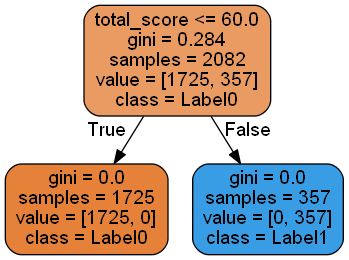 total_score <= 60.0
gini = 0.284
samples = 2082
value = [1725, 357]
class = Label0
True
False
gini = 0.0
samples = 1725
value = [1725, 0]
class = Label0
gini = 0.0
samples = 357
value = [0, 357]
class = Label1